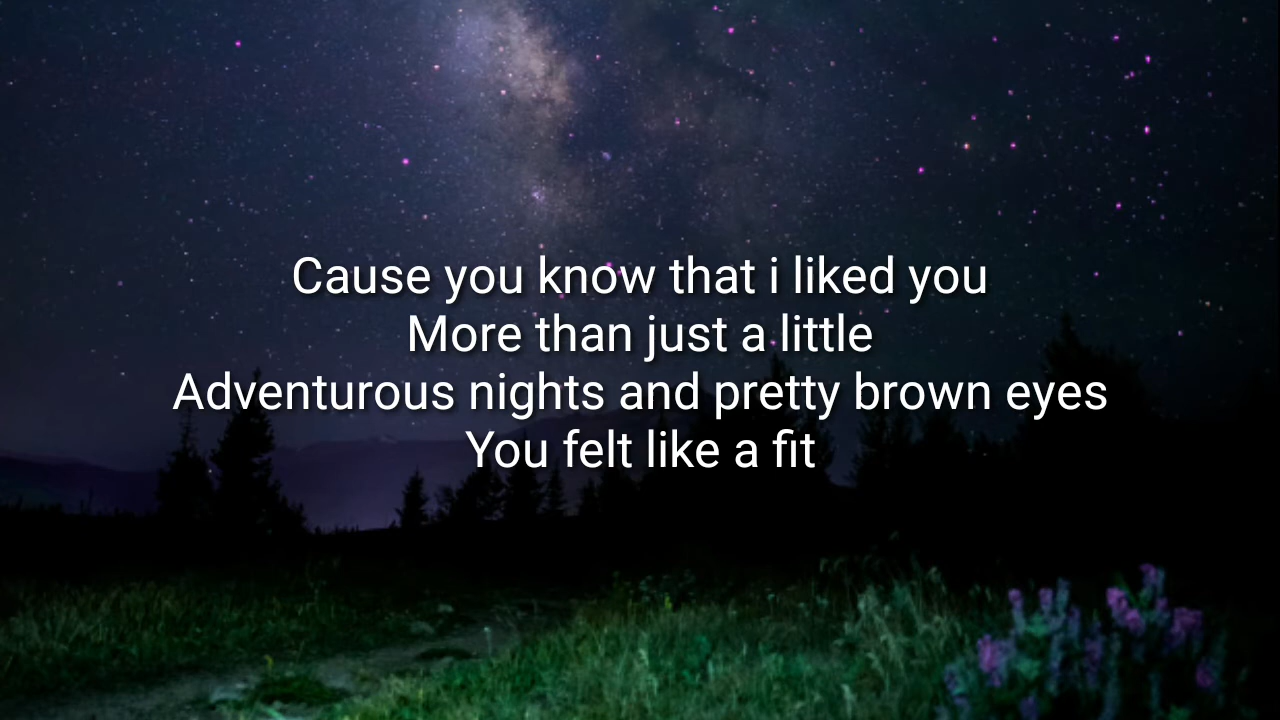 Cause you know that i liked you
More than just a little
Adventurous nights and pretty brown eyes
You felt like a fit